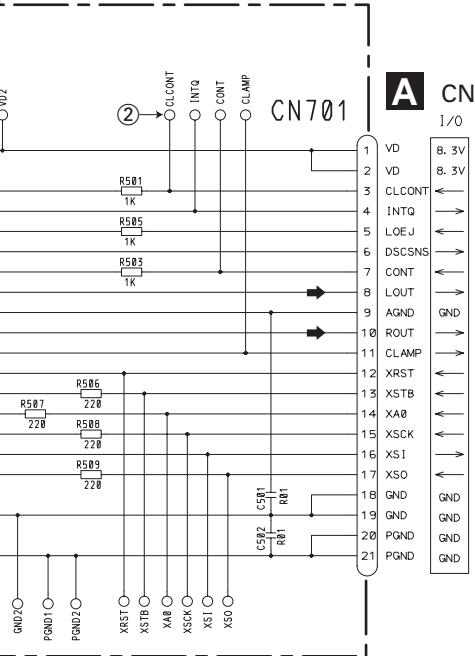 A CN
I/O
VD2
CLCONT
INTQ
CONT
CLAMP
2
CN701
1 VD 8.3V
2 VD 8.3V
R501
1K
3 CLCONT
4 INTQ
R505
1K
5 LOEJ
6 DSCSNS
R503
1K
7 CONT
8 LOUT
9 AGND GND
10 ROUT
11 CLAMP
12 XRST
R506
220
13 XSTB
R507
220
14 XA0
R508
220
15 XSCK
16 XSI
R509
220
17 XSO
C501
R01
18 GND GND
19 GND GND
C502
R01
20 PGND GND
21 PGND GND
GND2
PGND1
PGND2
XRST
XSTB
XA0
XSCK
XSI
XSO